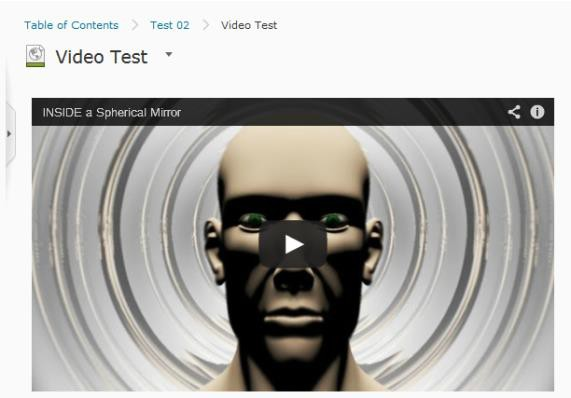 Table of Contents > Test 02 > Video Test
Video Test
INSIDE a Spherical Mirror